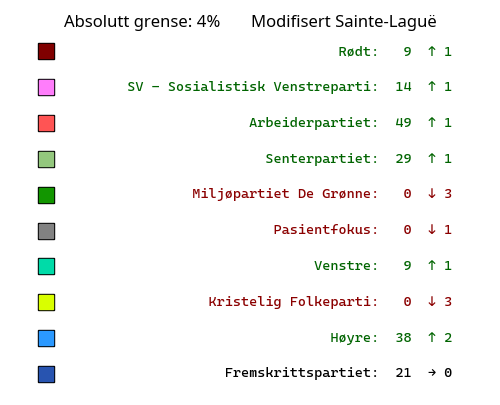 Absolutt grense: 4% Modifisert Sainte-Laguë
Rødt: 9 ↑ 1
SV – Sosialistisk Venstreparti: 14 ↑ 1
Arbeiderpartiet: 49 ↑ 1
Senterpartiet: 29 ↑ 1
Miljøpartiet De Grønne: 0 ↓ 3
Pasientfokus: 0 ↓ 1
Venstre: 9 ↑ 1
Kristelig Folkeparti: 0 ↓ 3
Høyre: 38 ↑ 2
Fremskrittspartiet: 21 → 0